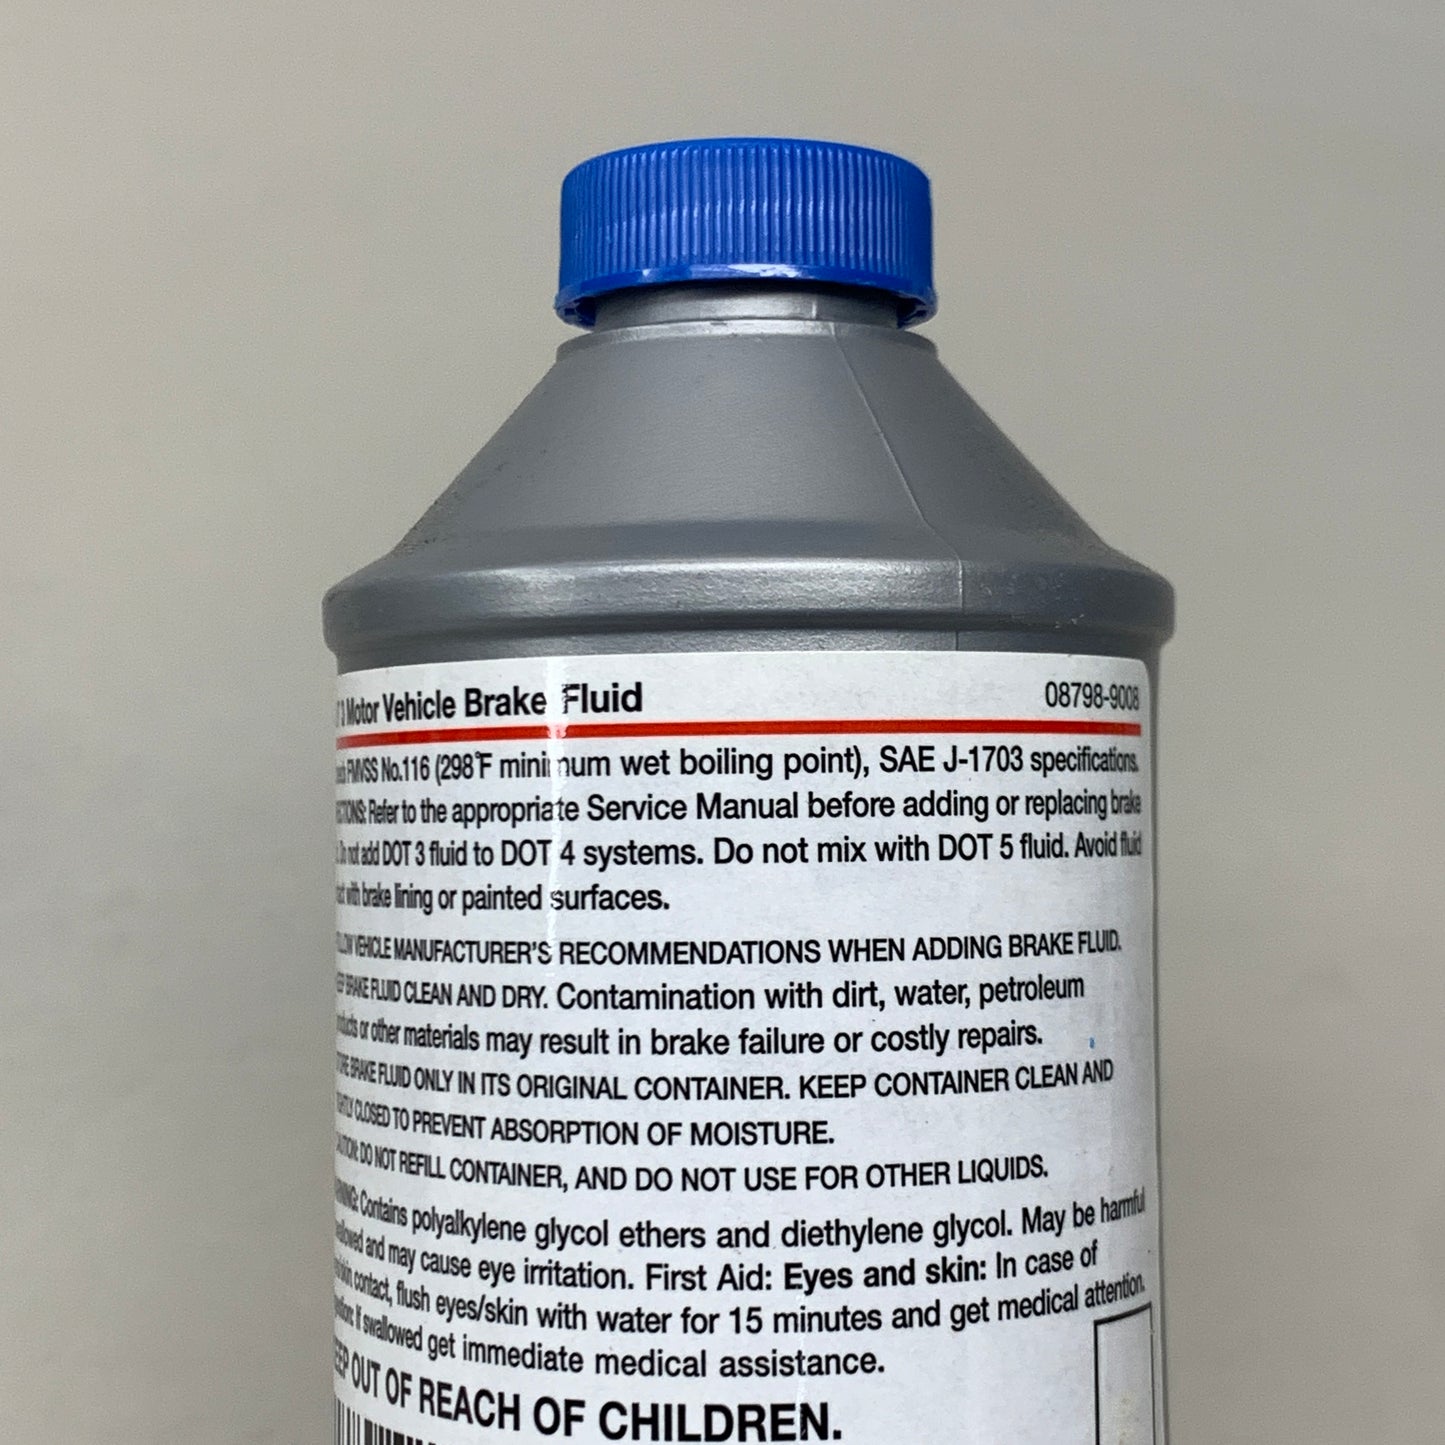 3 Motor Vehicle Brake Fluid 08798-9008
FMVSS No.116 (298°F minimum wet boiling point), SAE J-1703 specifications.
Refer to the appropriate Service Manual before adding or replacing brake
Do not add DOT 3 fluid to DOT 4 systems. Do not mix with DOT 5 fluid. Avoid fluid
with brake lining or painted surfaces.
VEHICLE MANUFACTURER'S RECOMMENDATIONS WHEN ADDING BRAKE FLUID.
BRAKE FLUID CLEAN AND DRY. Contamination with dirt, water, petroleum
or other materials may result in brake failure or costly repairs.
BRAKE FLUID ONLY IN ITS ORIGINAL CONTAINER. KEEP CONTAINER CLEAN AND
CLOSED TO PREVENT ABSORPTION OF MOISTURE.
DO NOT REFILL CONTAINER, AND DO NOT USE FOR OTHER LIQUIDS.
Contains polyalkylene glycol ethers and diethylene glycol. May be harmful
and may cause eye irritation. First Aid: Eyes and skin: In case of
contact, flush eyes/skin with water for 15 minutes and get medical attention.
If swallowed get immediate medical assistance.
OUT OF REACH OF CHILDREN.